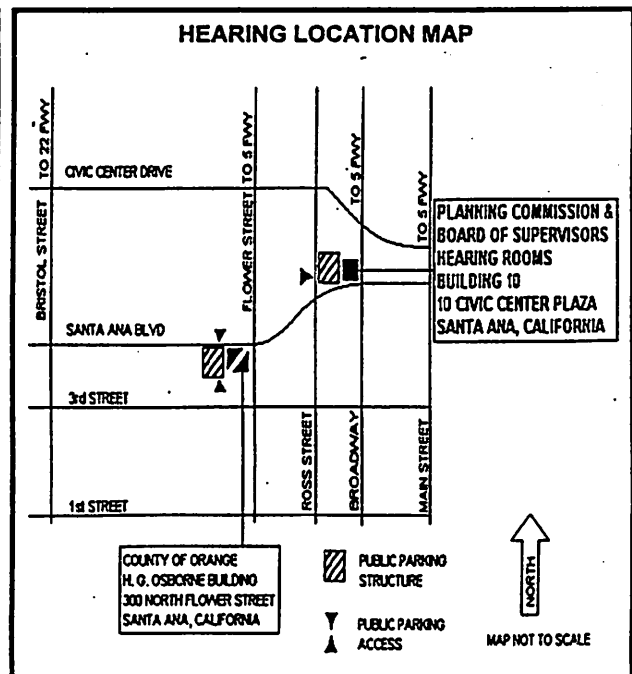 HEARING LOCATION MAP
TO 22 FWY
TO 5 FWY
TO 5 FWY
TO 5 FWY
CIVIC CENTER DRIVE
BRISTOL STREET
FLOWER STREET
PLANNING COMMISSION &
BOARD OF SUPERVISORS
HEARING ROOMS
BUILDING 10
10 CIVIC CENTER PLAZA
SANTA ANA, CALIFORNIA
SANTA ANA BLVD
3rd STREET
ROSS STREET
BROADWAY
MAIN STREET
1st STREET
COUNTY OF ORANGE
H. G. OSBORNE BUILDING
300 NORTH FLOWER STREET
SANTA ANA, CALIFORNIA
PUBLIC PARKING
STRUCTURE
PUBLIC PARKING
ACCESS
NORTH
MAP NOT TO SCALE